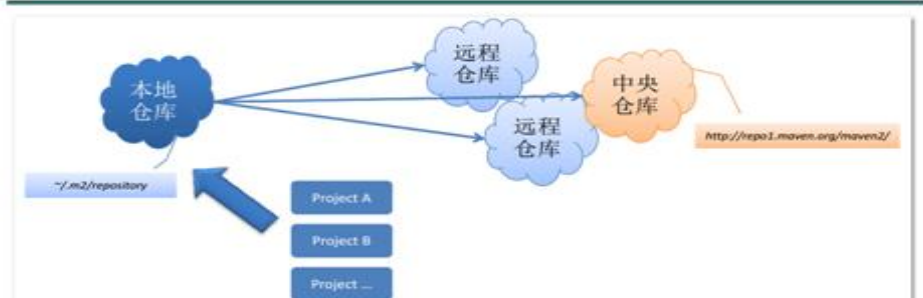 远程
仓库
本地
仓库
中央
仓库
远程
仓库
http://repo1.maven.org/maven2/
~/.m2/repository
Project A
Project B
Project ...